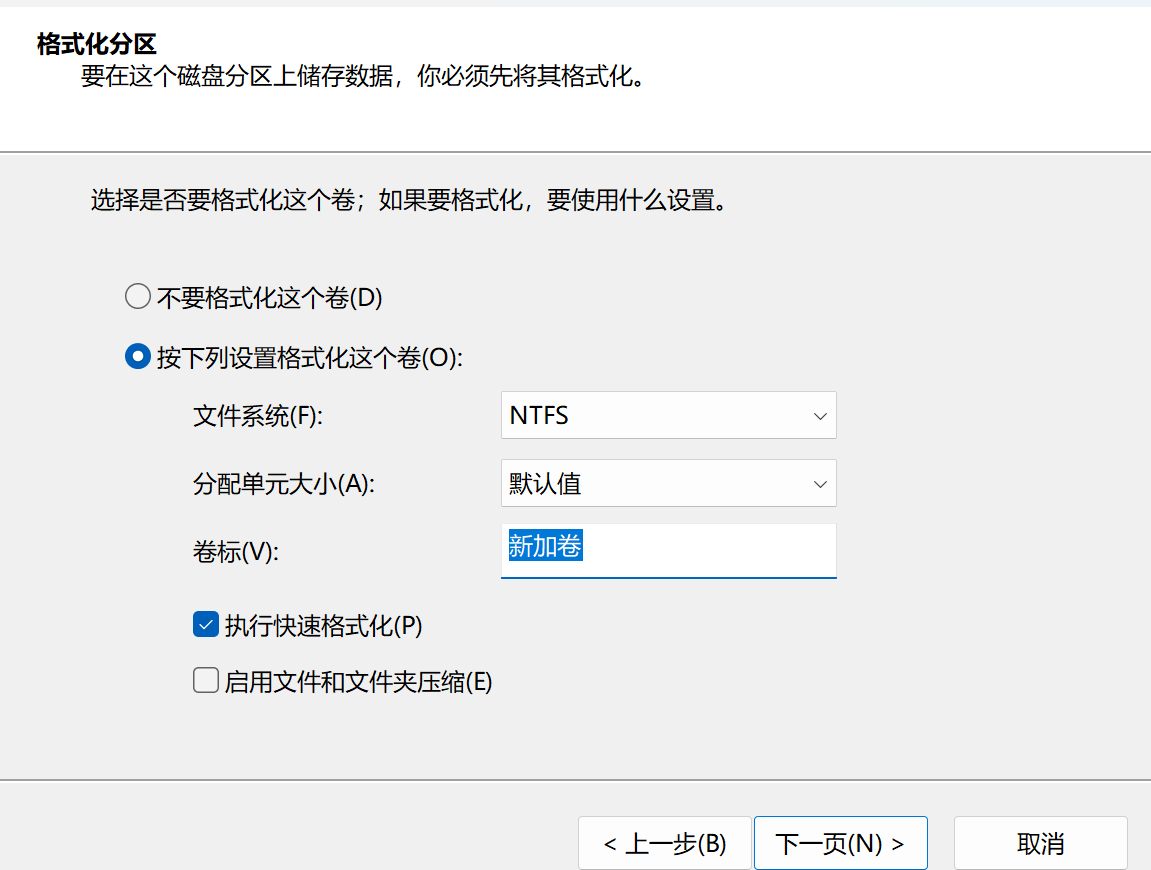 格式化分区
要在这个磁盘分区上储存数据，你必须先将其格式化。
选择是否要格式化这个卷；如果要格式化，要使用什么设置。
不要格式化这个卷(D)
按下列设置格式化这个卷(O):
文件系统(F): NTFS
分配单元大小(A): 默认值
卷标(V): 新加卷
执行快速格式化(P)
启用文件和文件夹压缩(E)
< 上一步(B) 下一页(N) > 取消